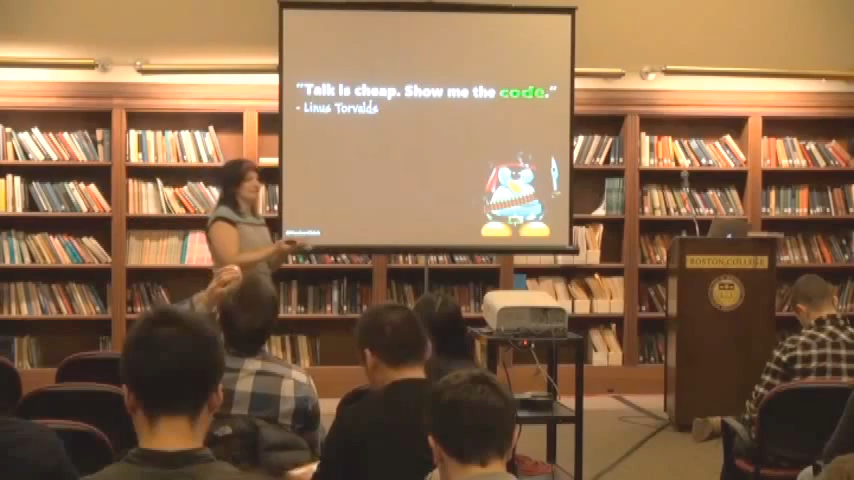 "Talk is cheap. Show me the code."
- Linus Torvalds
BOSTON COLLEGE